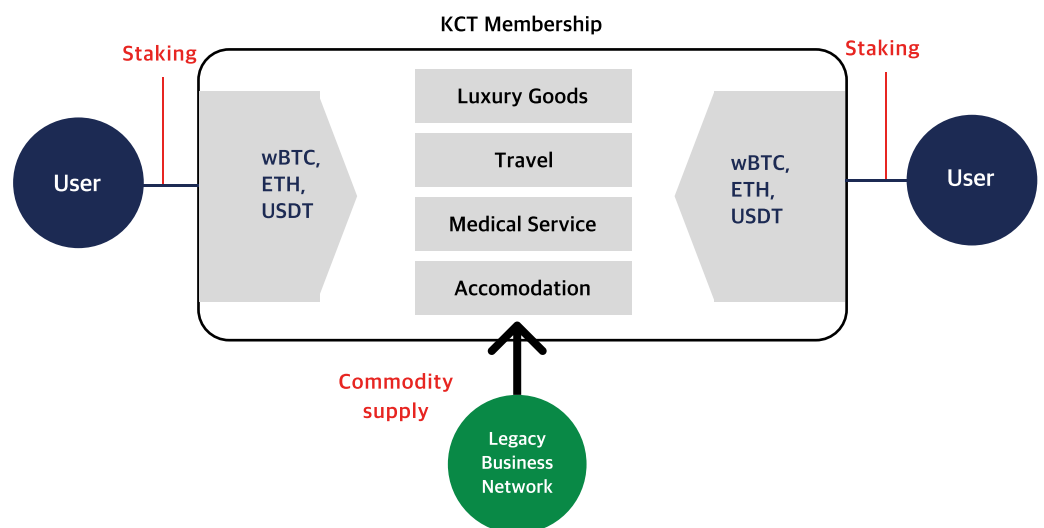 KCT Membership
Staking
Staking
User
wBTC,
ETH,
USDT
Luxury Goods
Travel
Medical Service
Accomodation
wBTC,
ETH,
USDT
User
Commodity
supply
Legacy
Business
Network